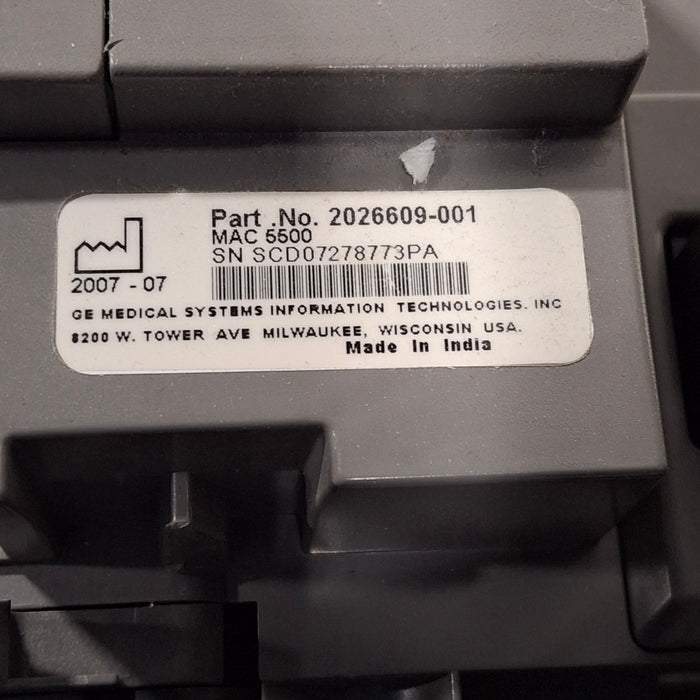 Part .No. 2026609-001
MAC 5500
SN SCD07278773PA
2007 - 07
GE MEDICAL SYSTEMS INFORMATION TECHNOLOGIES. INC
8200 W. TOWER AVE MILWAUKEE, WISCONSIN USA.
Made In India